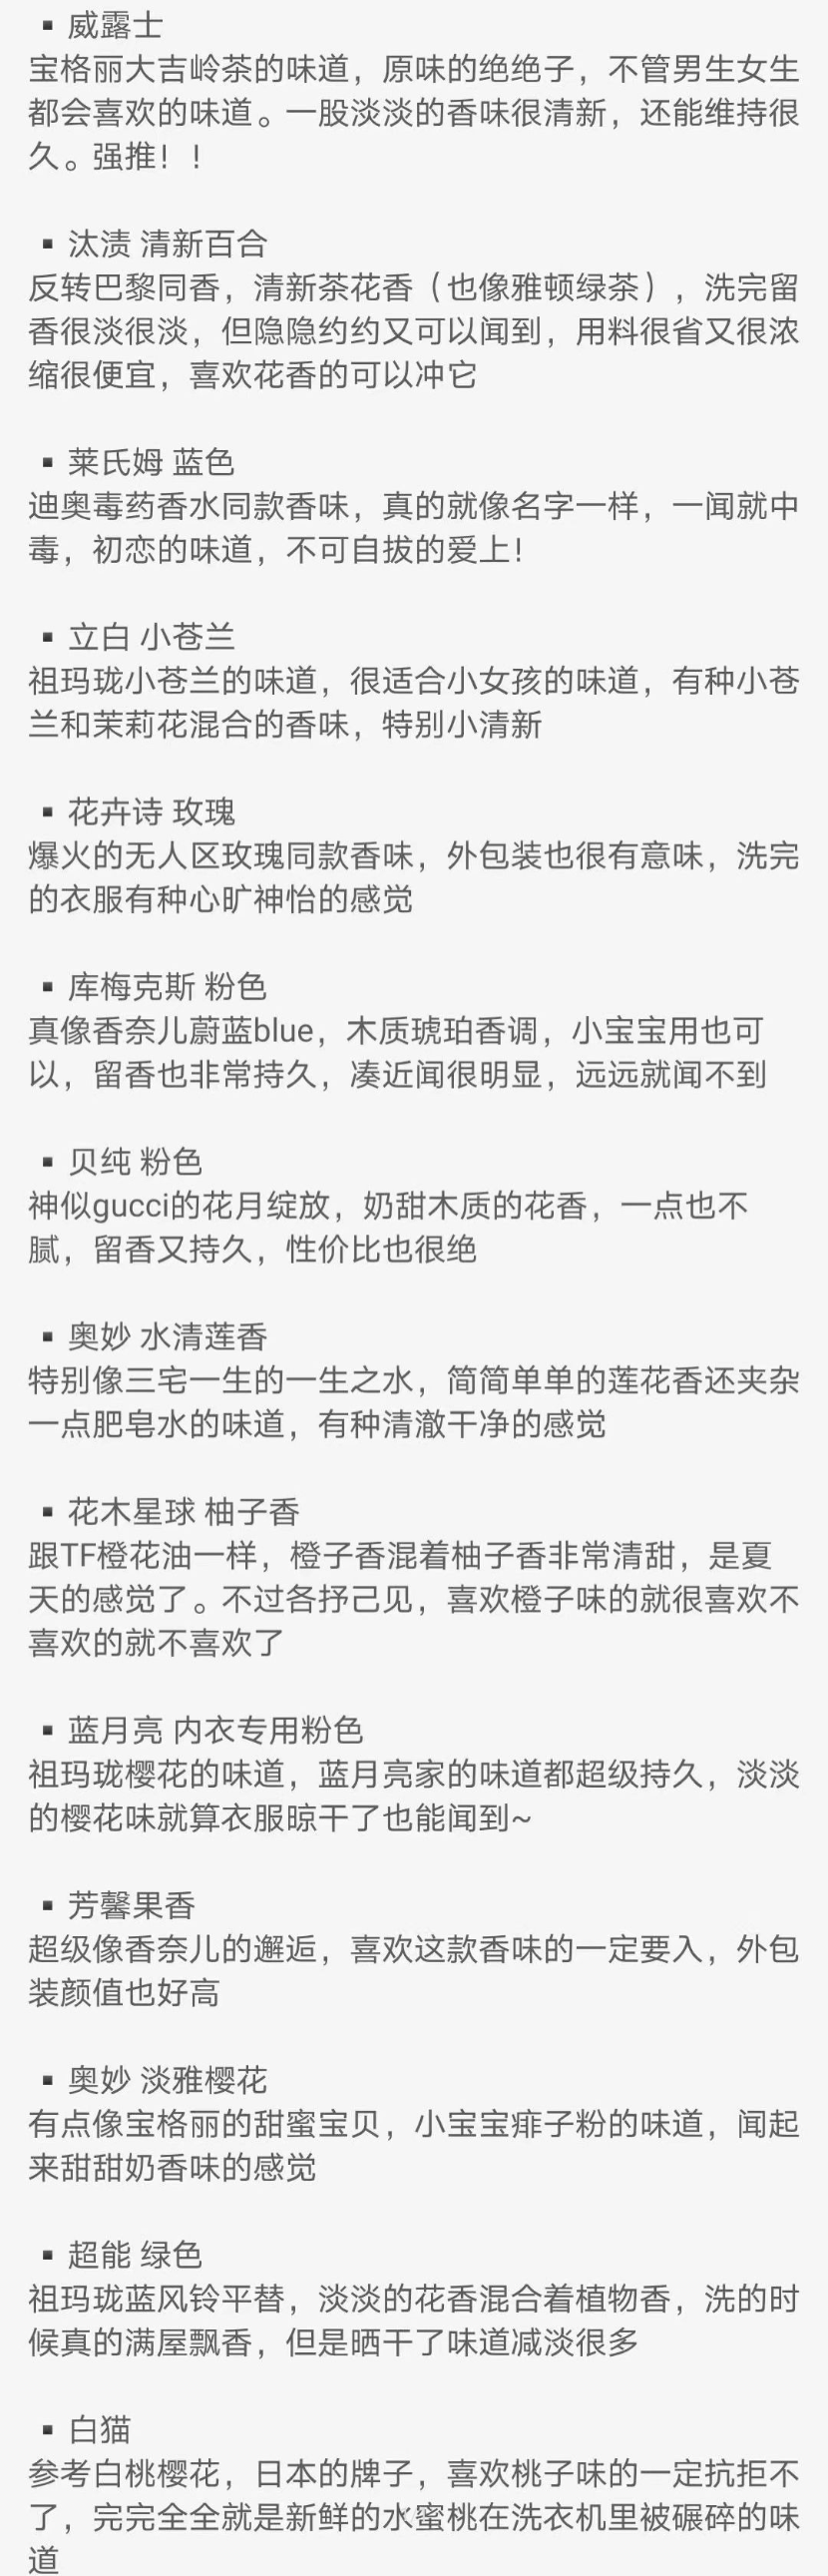 ▪ 威露士
宝格丽大吉岭茶的味道，原味的绝绝子，不管男生女生
都会喜欢的味道。一股淡淡的香味很清新，还能维持很
久。强推！！
▪ 汰渍 清新百合
反转巴黎同香，清新茶花香（也像雅顿绿茶），洗完留
香很淡很淡，但隐隐约约又可以闻到，用料很省又很浓
缩很便宜，喜欢花香的可以冲它
▪ 莱氏姆 蓝色
迪奥毒药香水同款香味，真的就像名字一样，一闻就中
毒，初恋的味道，不可自拔的爱上！
▪ 立白 小苍兰
祖玛珑小苍兰的味道，很适合小女孩的味道，有种小苍
兰和茉莉花混合的香味，特别小清新
▪ 花卉诗 玫瑰
爆火的无人区玫瑰同款香味，外包装也很有意味，洗完
的衣服有种心旷神怡的感觉
▪ 库梅克斯 粉色
真像香奈儿蔚蓝blue，木质琥珀香调，小宝宝用也可
以，留香也非常持久，凑近闻很明显，远远就闻不到
▪ 贝纯 粉色
神似gucci的花月绽放，奶甜木质的花香，一点也不
腻，留香又持久，性价比也很绝
▪ 奥妙 水清莲香
特别像三宅一生的一生之水，简简单单的莲花香还夹杂
一点肥皂水的味道，有种清澈干净的感觉
▪ 花木星球 柚子香
跟TF橙花油一样，橙子香混着柚子香非常清甜，是夏
天的感觉了。不过各抒己见，喜欢橙子味的就很喜欢不
喜欢的就不喜欢了
▪ 蓝月亮 内衣专用粉色
祖玛珑樱花的味道，蓝月亮家的味道都超级持久，淡淡
的樱花味就算衣服晾干了也能闻到~
▪ 芳馨果香
超级像香奈儿的邂逅，喜欢这款香味的一定要入，外包
装颜值也好高
▪ 奥妙 淡雅樱花
有点像宝格丽的甜蜜宝贝，小宝宝痱子粉的味道，闻起
来甜甜奶香味的感觉
▪ 超能 绿色
祖玛珑蓝风铃平替，淡淡的花香混合着植物香，洗的时
候真的满屋飘香，但是晒干了味道减淡很多
▪ 白猫
参考白桃樱花，日本的牌子，喜欢桃子味的一定抗拒不
了，完完全全就是新鲜的水蜜桃在洗衣机里被碾碎的味
道